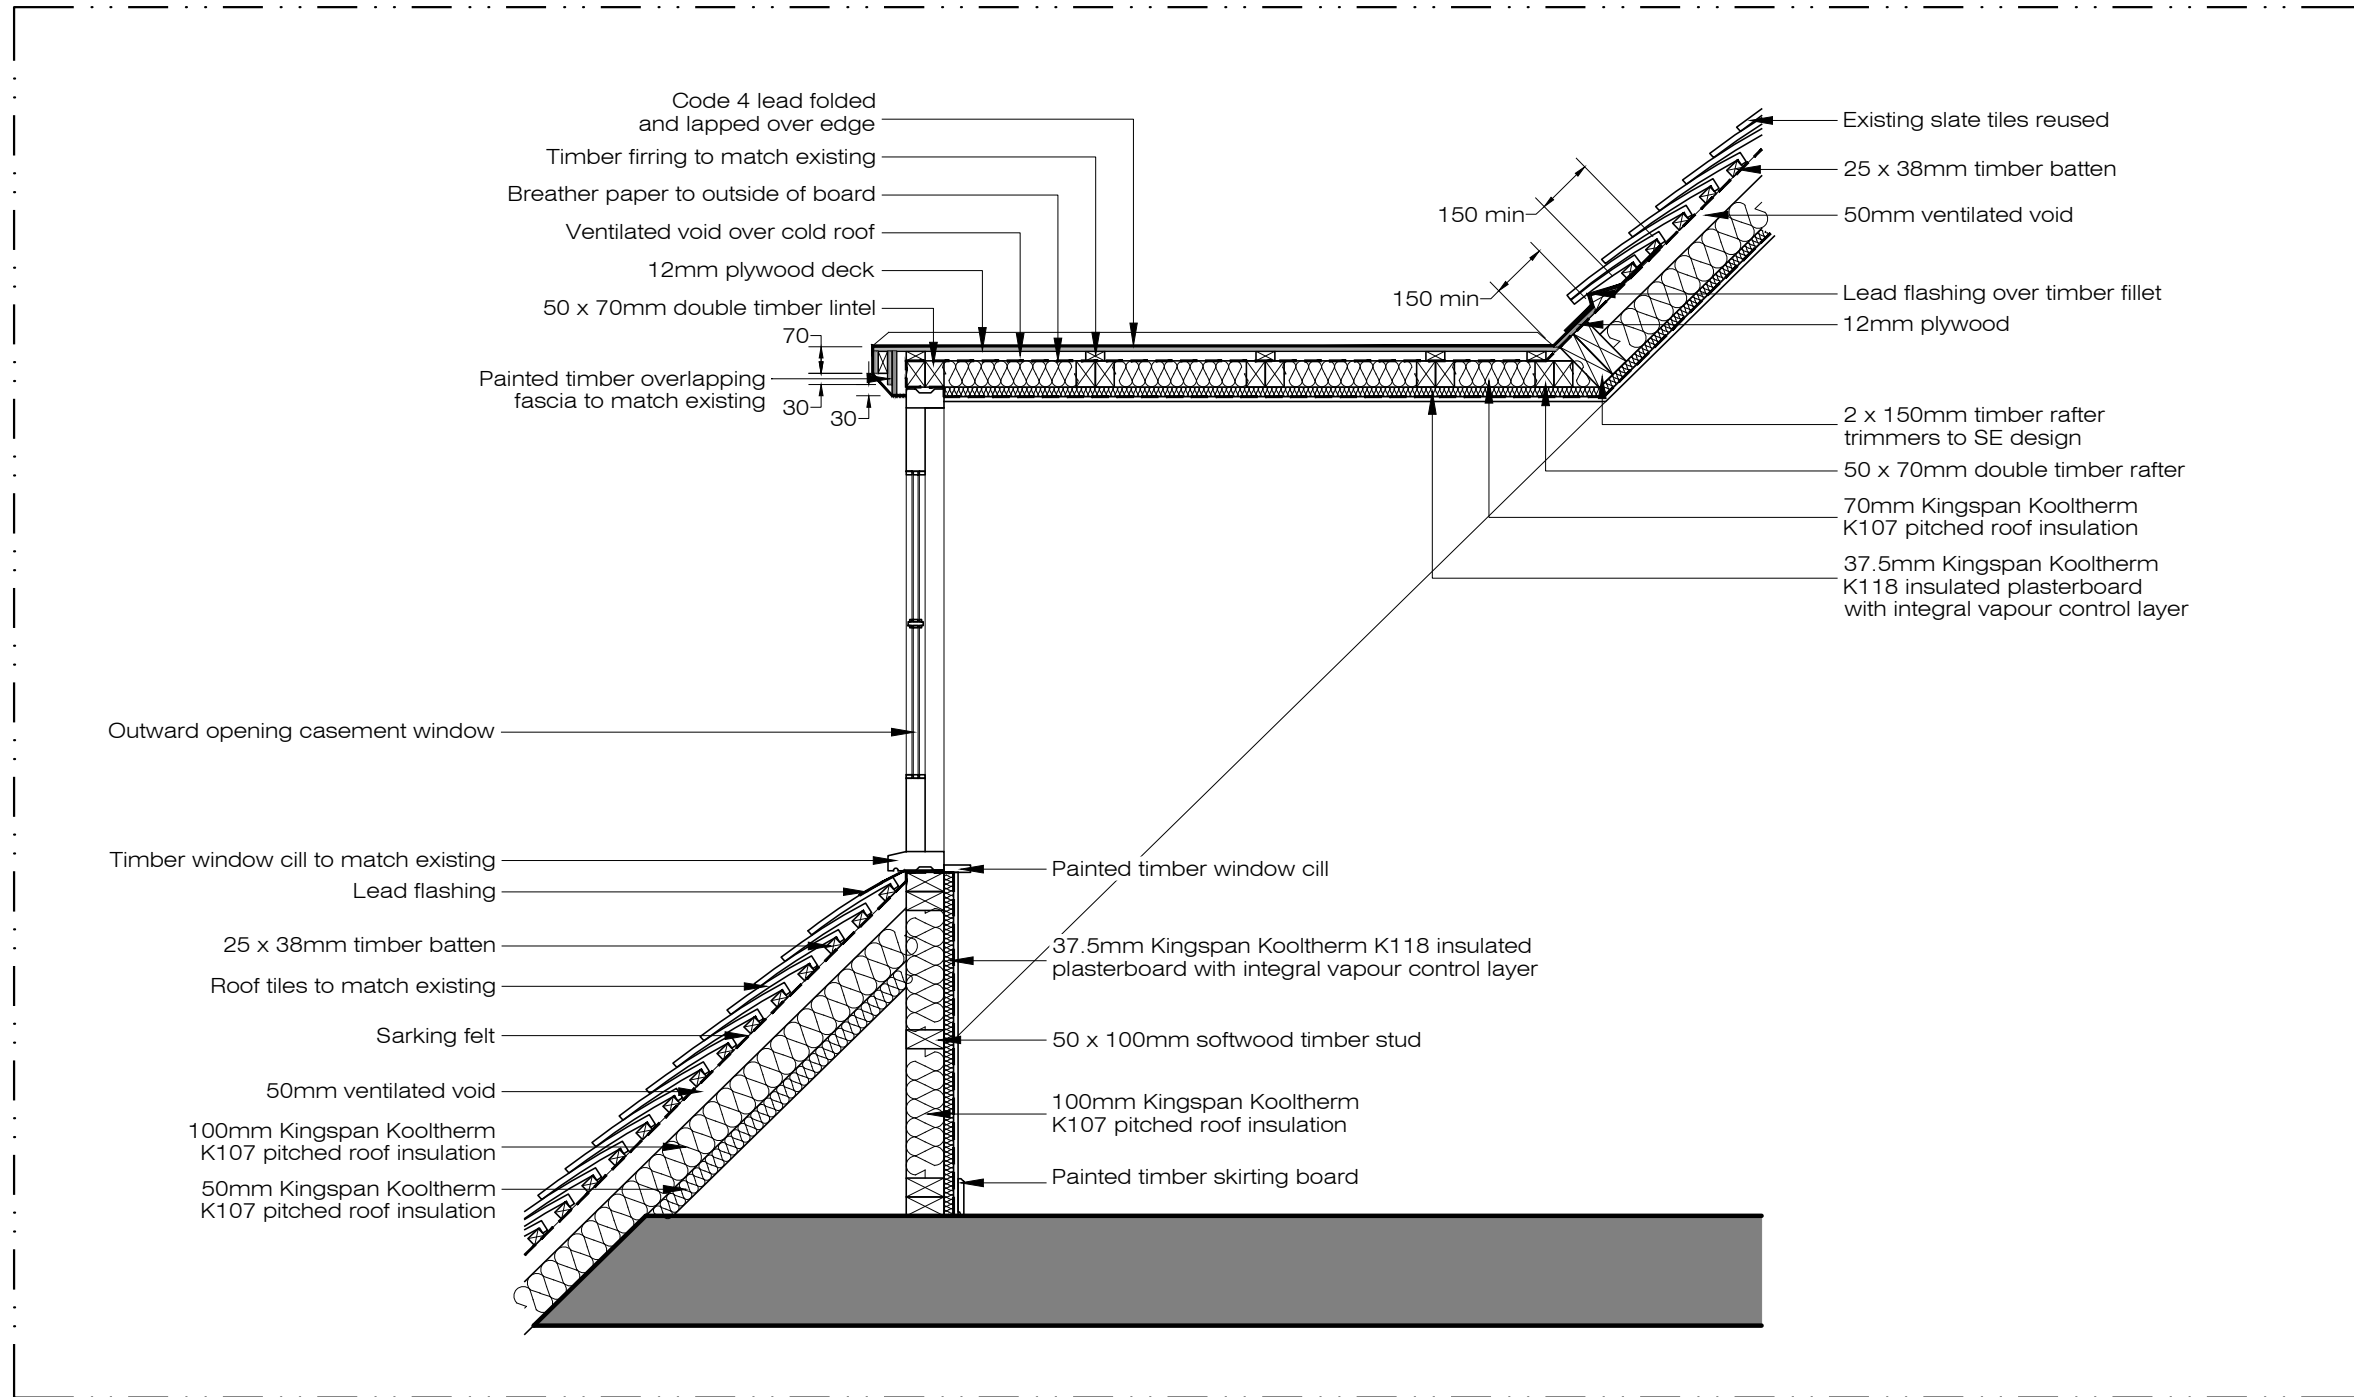 Code 4 lead folded
and lapped over edge
Timber firring to match existing
Breather paper to outside of board
Ventilated void over cold roof
12mm plywood deck
50 x 70mm double timber lintel
70
Painted timber overlapping
fascia to match existing
30
30
150 min
150 min
Existing slate tiles reused
25 x 38mm timber batten
50mm ventilated void
Lead flashing over timber fillet
12mm plywood
2 x 150mm timber rafter
trimmers to SE design
50 x 70mm double timber rafter
70mm Kingspan Kooltherm
K107 pitched roof insulation
37.5mm Kingspan Kooltherm
K118 insulated plasterboard
with integral vapour control layer
Outward opening casement window
Timber window cill to match existing
Lead flashing
25 x 38mm timber batten
Roof tiles to match existing
Sarking felt
50mm ventilated void
100mm Kingspan Kooltherm
K107 pitched roof insulation
50mm Kingspan Kooltherm
K107 pitched roof insulation
Painted timber window cill
37.5mm Kingspan Kooltherm K118 insulated
plasterboard with integral vapour control layer
50 x 100mm softwood timber stud
100mm Kingspan Kooltherm
K107 pitched roof insulation
Painted timber skirting board